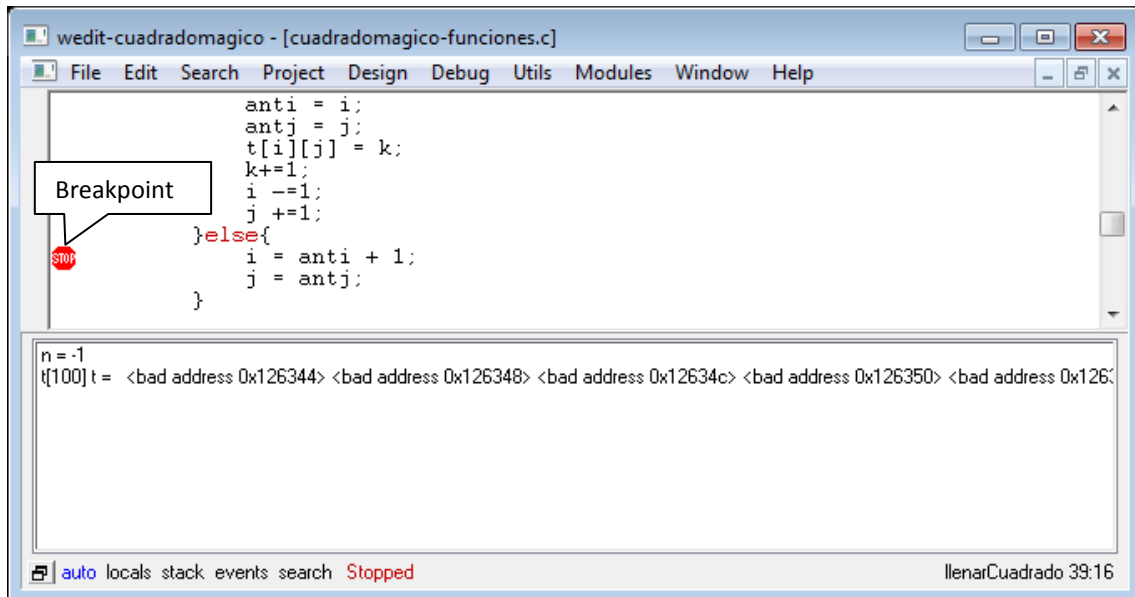 wedit-cuadradomagico - [cuadradomagico-funciones.c]
File Edit Search Project Design Debug Utils Modules Window Help
anti = i;
antj = j;
t[i][j] = k;
k+=1;
i -=1;
j +=1;
}else{
i = anti + 1;
j = antj;
}
Breakpoint
STOP
n = -1
t[100] t = <bad address 0x126344> <bad address 0x126348> <bad address 0x12634c> <bad address 0x126350> <bad address 0x1263
auto locals stack events search Stopped llenarCuadrado 39:16